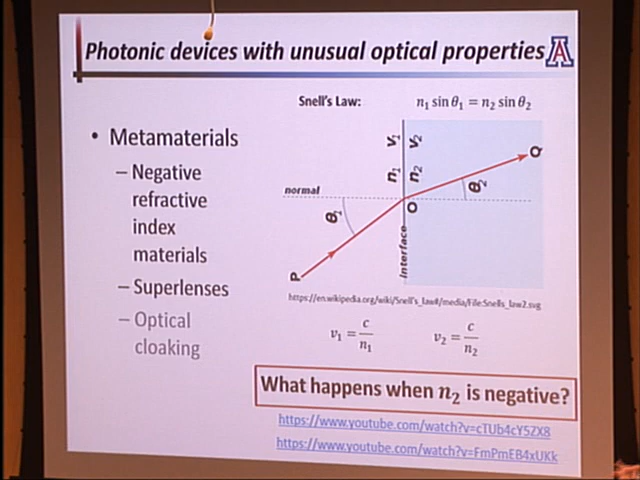 Photonic devices with unusual optical properties
A
Snell's Law:
n₁ sin θ₁ = n₂ sin θ₂
• Metamaterials
– Negative
refractive
index
materials
– Superlenses
– Optical
cloaking
v₁ v₂
n₁ n₂
normal
θ₁
θ₂
P
O
Q
interface
https://en.wikipedia.org/wiki/Snell's_law#/media/File:Snells_law2.svg
v₁ = c/n₁
v₂ = c/n₂
What happens when n₂ is negative?
https://www.youtube.com/watch?v=cTUb4cY5ZX8
https://www.youtube.com/watch?v=FmPmEB4xUKk